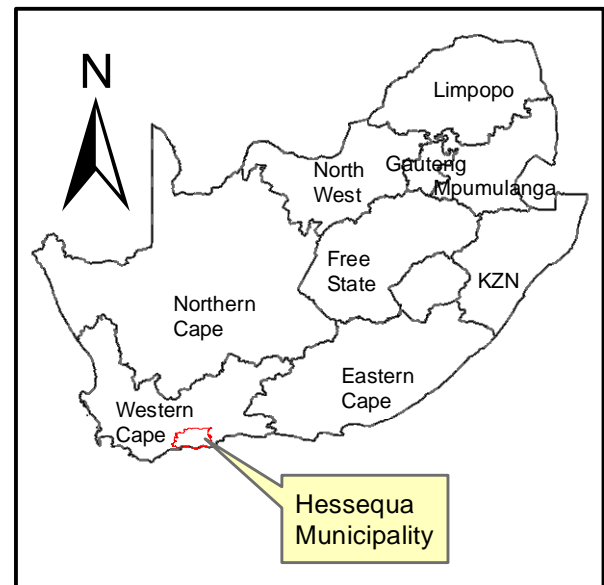 N
Limpopo
North
West
Gauteng
Mpumulanga
Free
State
KZN
Northern
Cape
Eastern
Cape
Western
Cape
Hessequa
Municipality